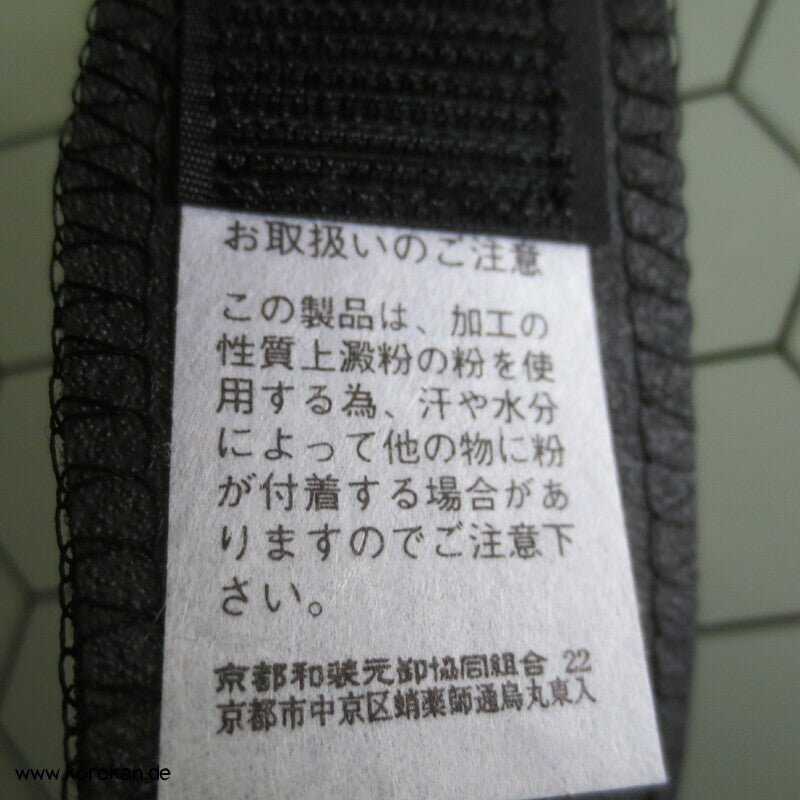 お取扱いのご注意
この製品は、加工の
性質上澱粉の粉を使
用する為、汗や水分
によって他の物に粉
が付着する場合があ
りますのでご注意下
さい。
京都和装元卸協同組合 22
京都市中京区蛸薬師通烏丸東入
www.korokan.de